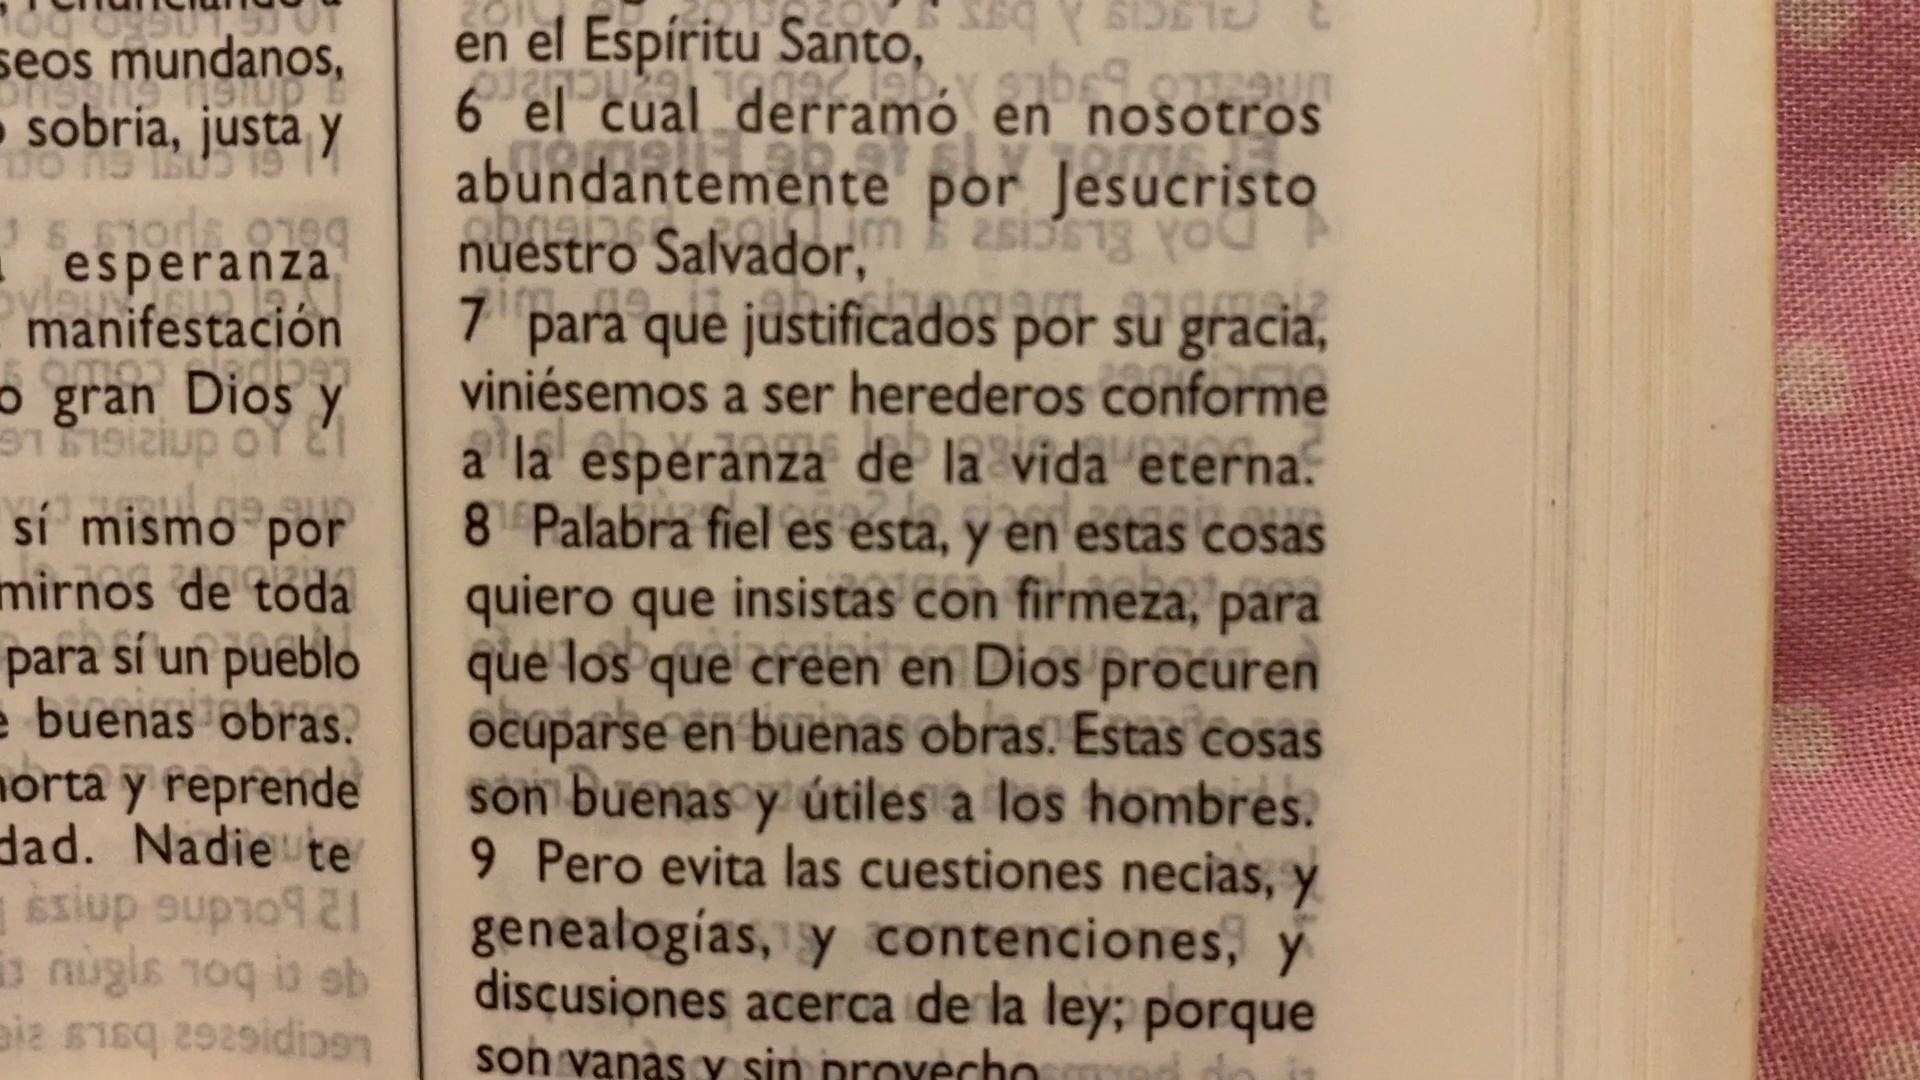 seos mundanos,
sobria, justa y
esperanza
manifestación
o gran Dios y
sí mismo por
mirnos de toda
para sí un pueblo
e buenas obras.
horta y reprende
dad. Nadie te
en el Espíritu Santo,
6 el cual derramó en nosotros
abundantemente por Jesucristo
nuestro Salvador,
7 para que justificados por su gracia,
viniésemos a ser herederos conforme
a la esperanza de la vida eterna.
8 Palabra fiel es esta, y en estas cosas
quiero que insistas con firmeza, para
que los que creen en Dios procuren
ocuparse en buenas obras. Estas cosas
son buenas y útiles a los hombres.
9 Pero evita las cuestiones necias, y
genealogías, y contenciones, y
discusiones acerca de la ley; porque
son vanas y sin provecho.